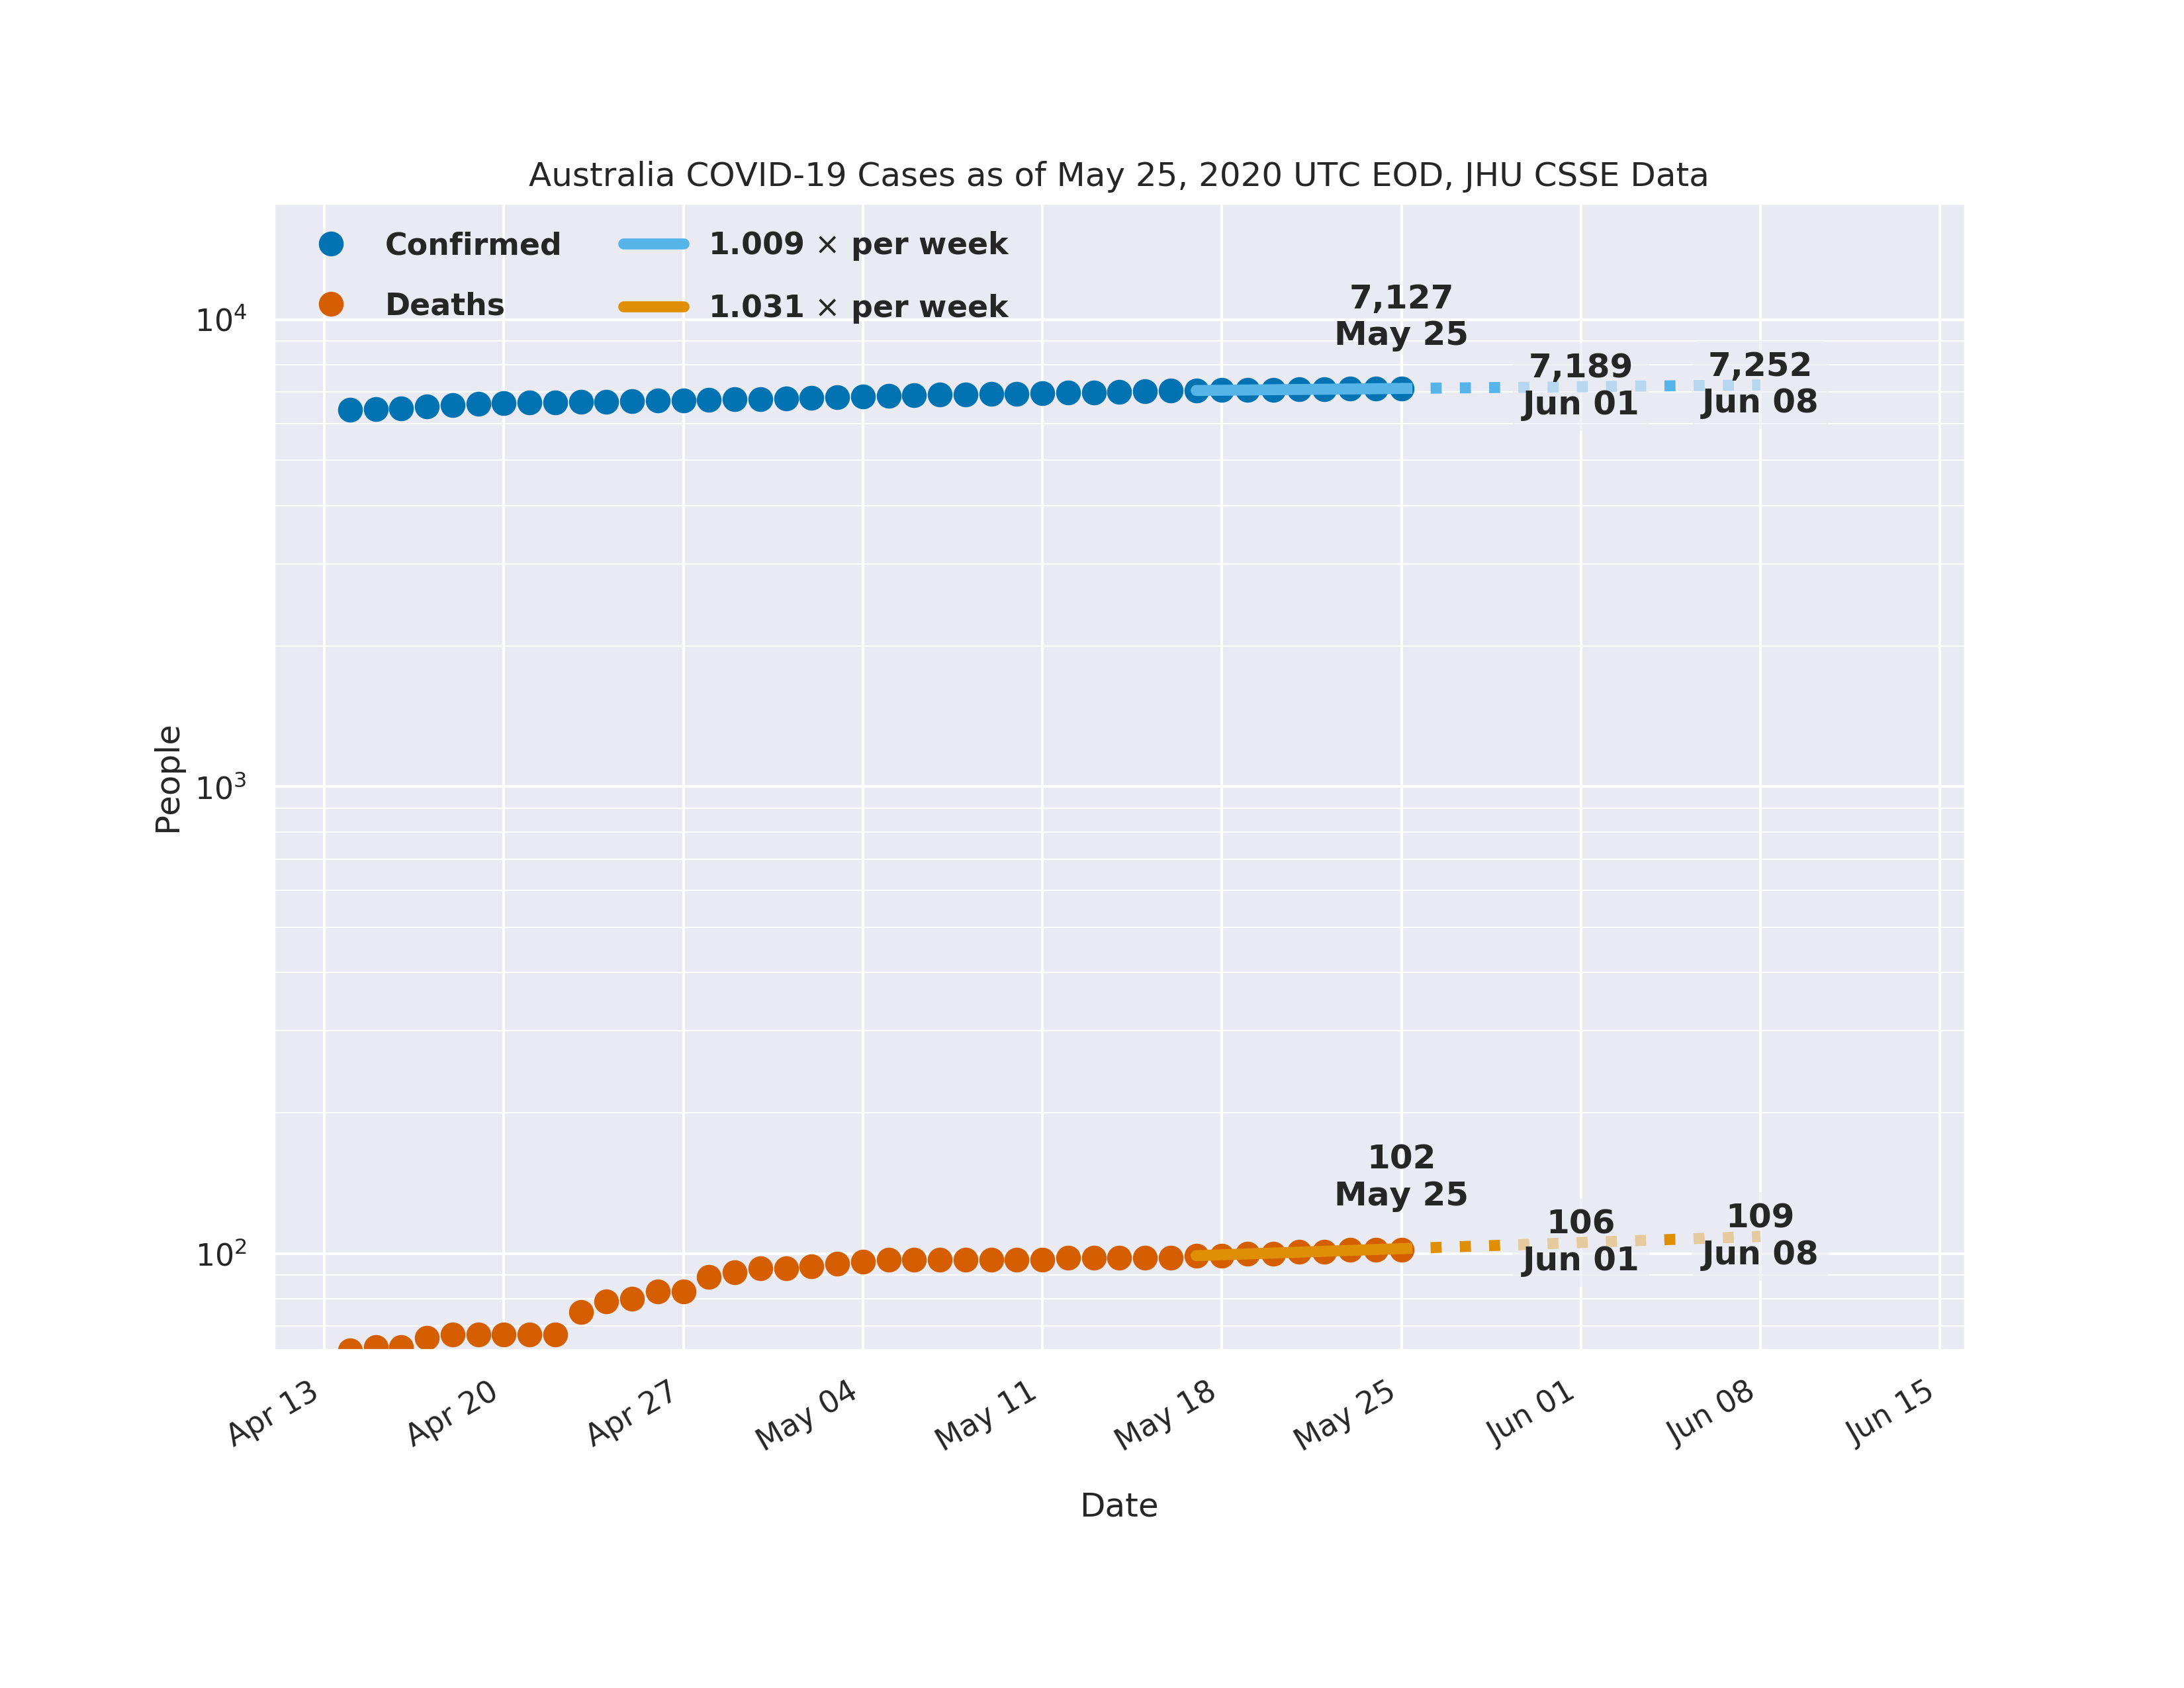 Australia COVID-19 Cases as of May 25, 2020 UTC EOD, JHU CSSE Data
Confirmed
Deaths
1.009 × per week
1.031 × per week
7,127
May 25
7,189
Jun 01
7,252
Jun 08
102
May 25
106
Jun 01
109
Jun 08
10⁴
10³
10²
People
Apr 13
Apr 20
Apr 27
May 04
May 11
May 18
May 25
Jun 01
Jun 08
Jun 15
Date